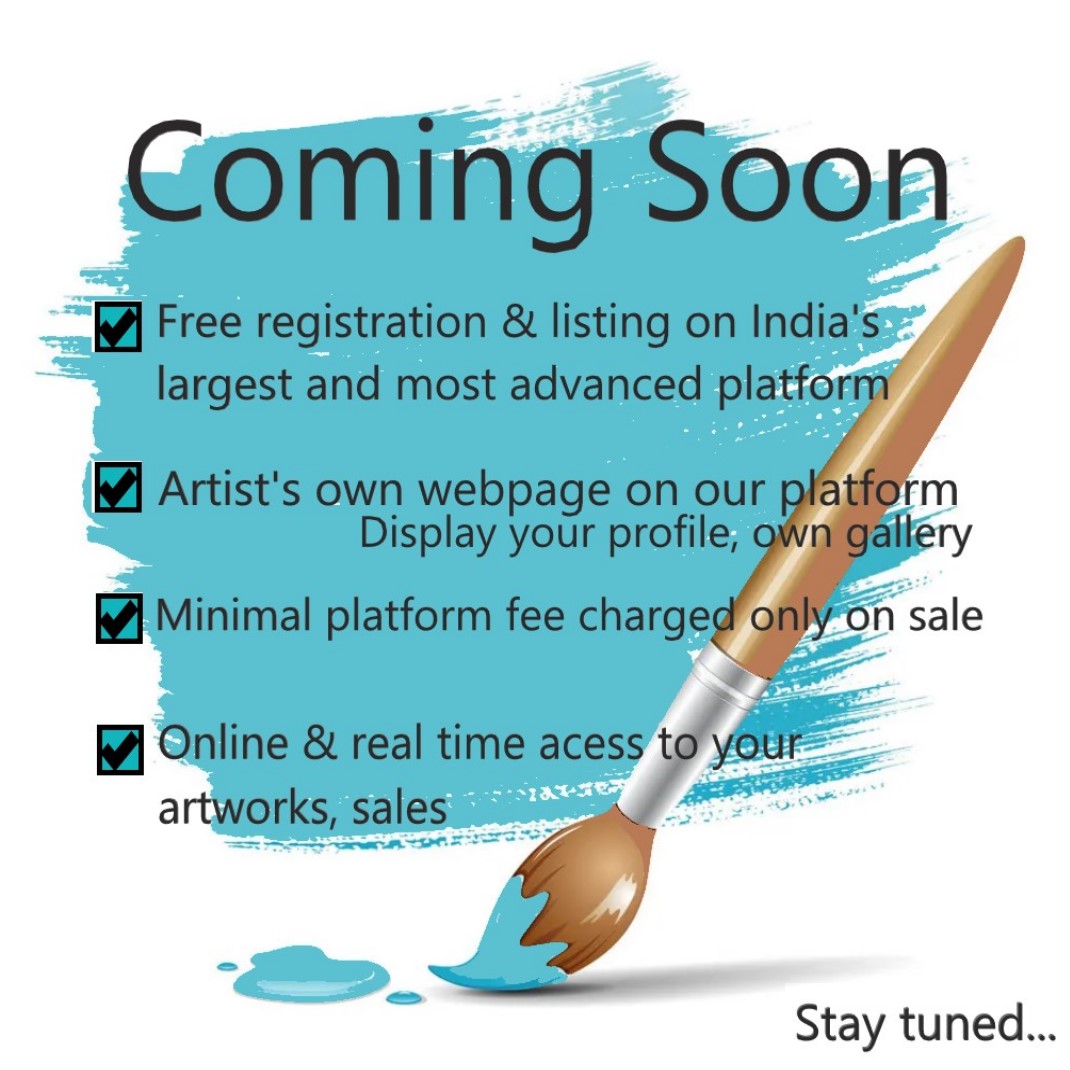 Coming Soon
Free registration & listing on India's
largest and most advanced platform
Artist's own webpage on our platform
Display your profile, own gallery
Minimal platform fee charged only on sale
Online & real time acess to your
artworks, sales
Stay tuned...